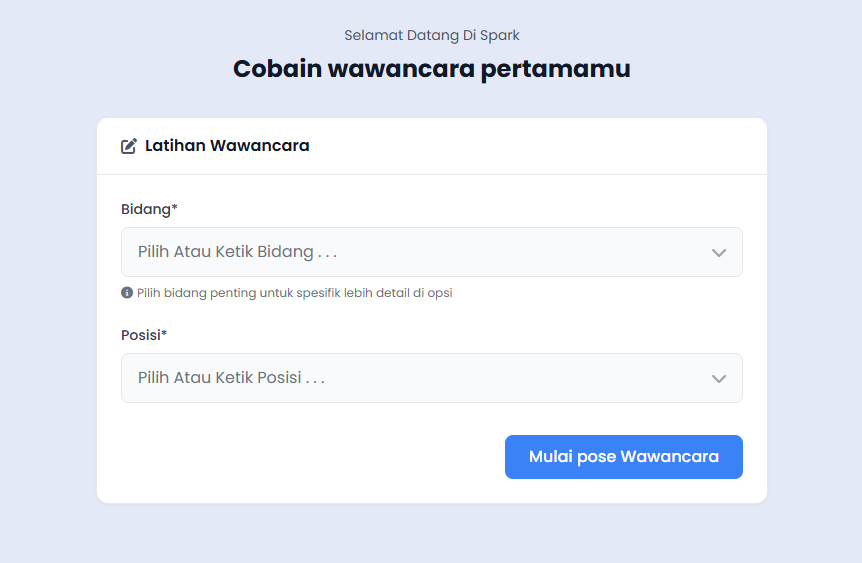 Selamat Datang Di Spark
Cobain wawancara pertamamu
Latihan Wawancara
Bidang*
Pilih Atau Ketik Bidang . . .
Pilih bidang penting untuk spesifik lebih detail di opsi
Posisi*
Pilih Atau Ketik Posisi . . .
Mulai pose Wawancara